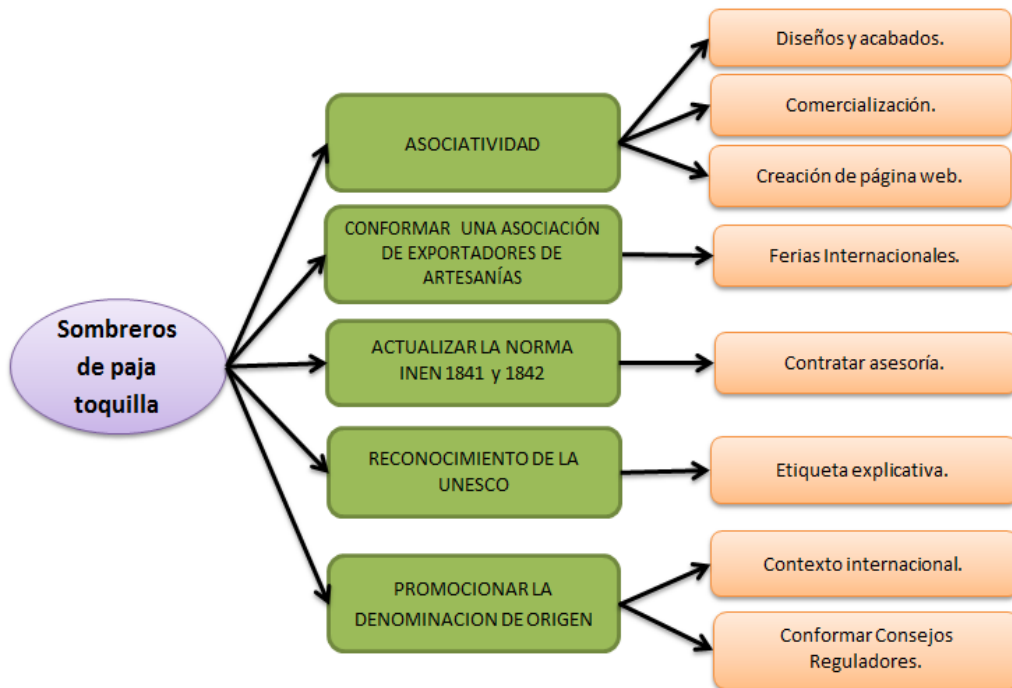 Sombreros
de paja
toquilla
ASOCIATIVIDAD
Diseños y acabados.
Comercialización.
Creación de página web.
CONFORMAR UNA ASOCIACIÓN
DE EXPORTADORES DE
ARTESANÍAS
Ferias Internacionales.
ACTUALIZAR LA NORMA
INEN 1841 y 1842
Contratar asesoría.
RECONOCIMIENTO DE LA
UNESCO
Etiqueta explicativa.
PROMOCIONAR LA
DENOMINACION DE ORIGEN
Contexto internacional.
Conformar Consejos
Reguladores.